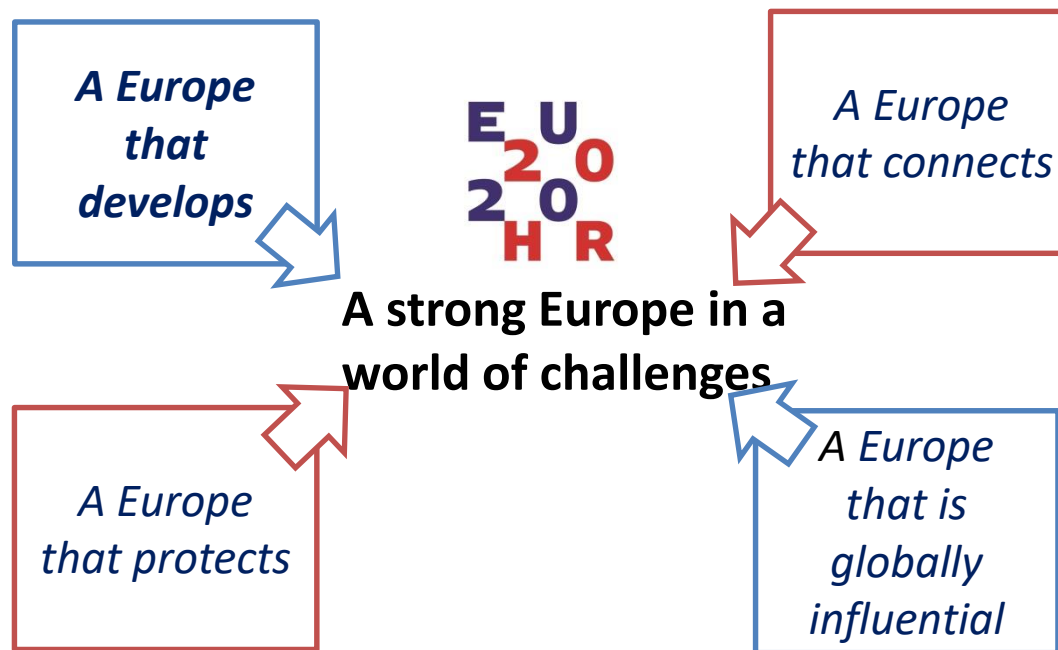 A Europe
that
develops
E U
2 0
2 0
H R
A Europe
that connects
A strong Europe in a
world of challenges
A Europe
that protects
A Europe
that is
globally
influential